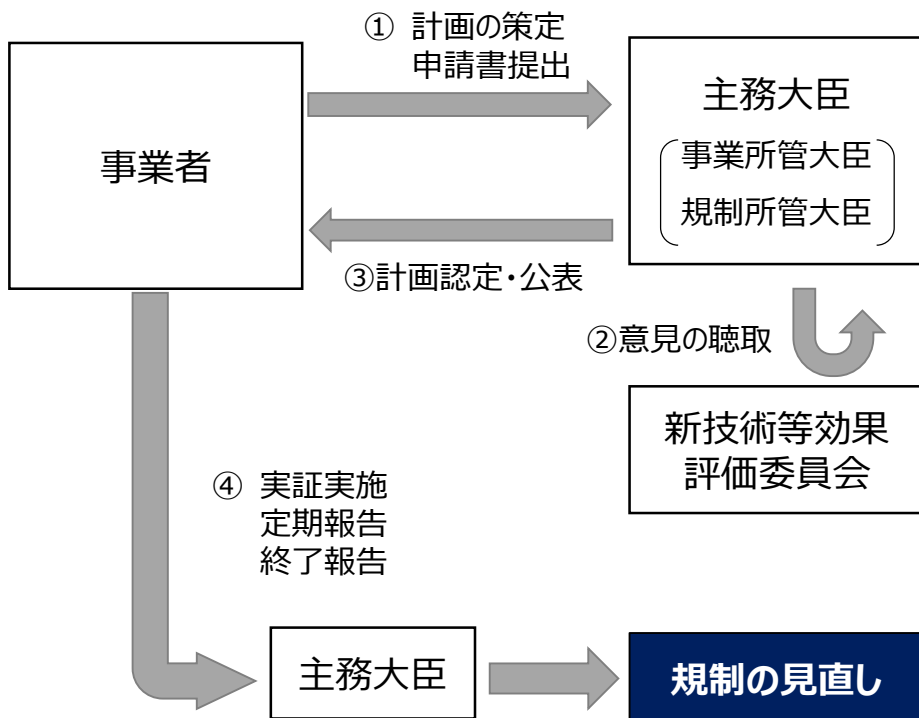 ① 計画の策定
申請書提出
事業者
主務大臣
事業所管大臣
規制所管大臣
③計画認定・公表
②意見の聴取
新技術等効果
評価委員会
④ 実証実施
定期報告
終了報告
主務大臣
規制の見直し